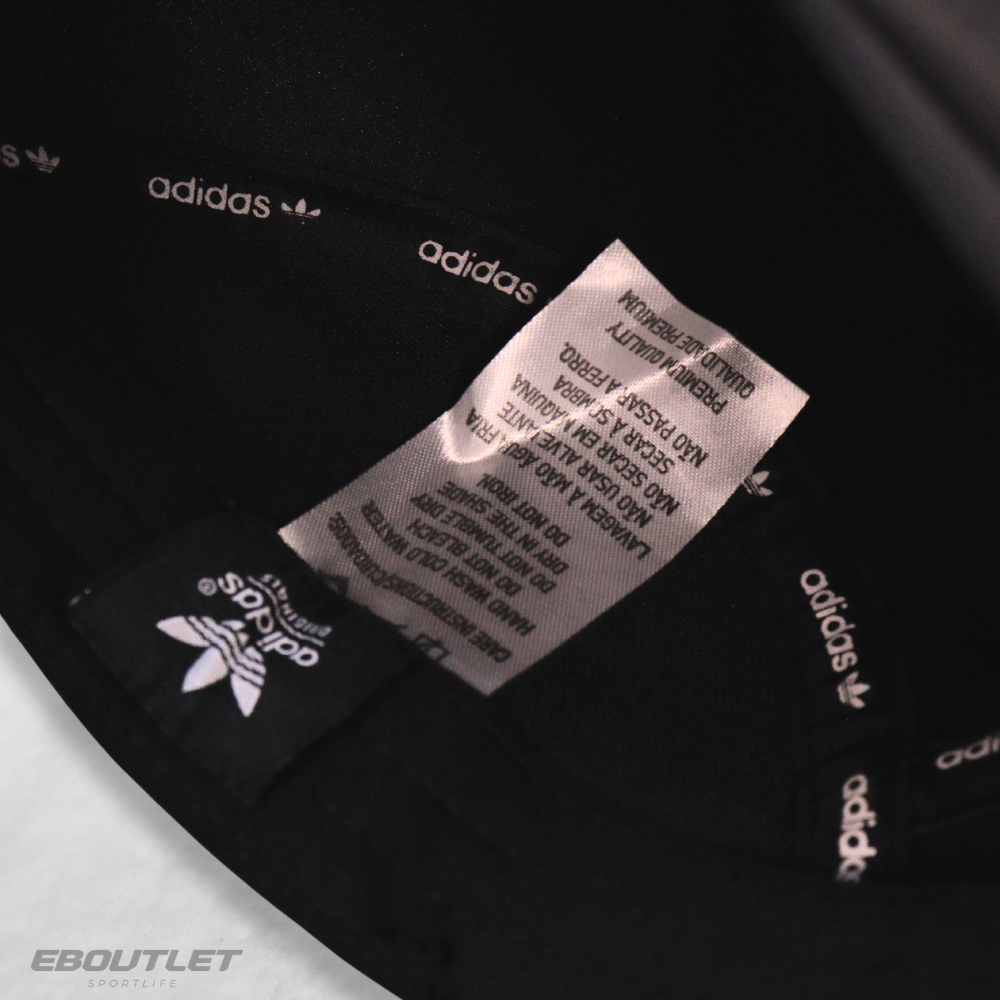 s
adidas
adidas
CARE INSTRUCTIONS/CUIDADOS:
HAND WASH COLD WATER.
DO NOT BLEACH
DO NOT TUMBLE DRY
DRY IN THE SHADE
DO NOT IRON.
LAVAGEM À MÃO ÁGUA FRIA
NÃO USAR ALVEJANTE
NÃO SECAR EM MÁQUINA
SECAR À SOMBRA
NÃO PASSAR A FERRO.
PREMIUM QUALITY
QUALIDADE PREMIUM
adidas
ORIGINALS
®
adidas
adi
adidas
EBOUTLET
SPORTLIFE